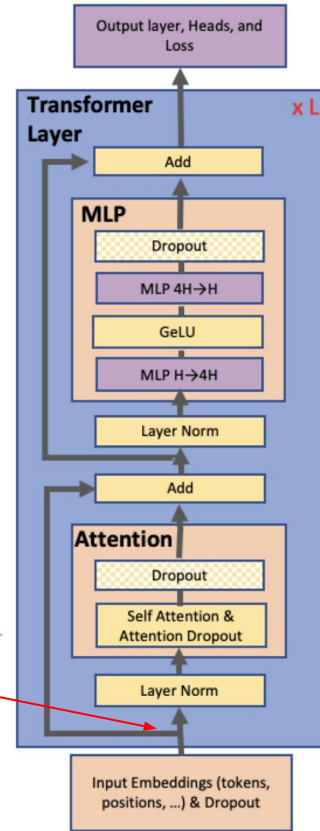 Output layer, Heads, and
Loss
Transformer
Layer
x L
Add
MLP
Dropout
MLP 4H→H
GeLU
MLP H→4H
Layer Norm
Add
Attention
Dropout
Self Attention &
Attention Dropout
Layer Norm
Input Embeddings (tokens,
positions, ...) & Dropout